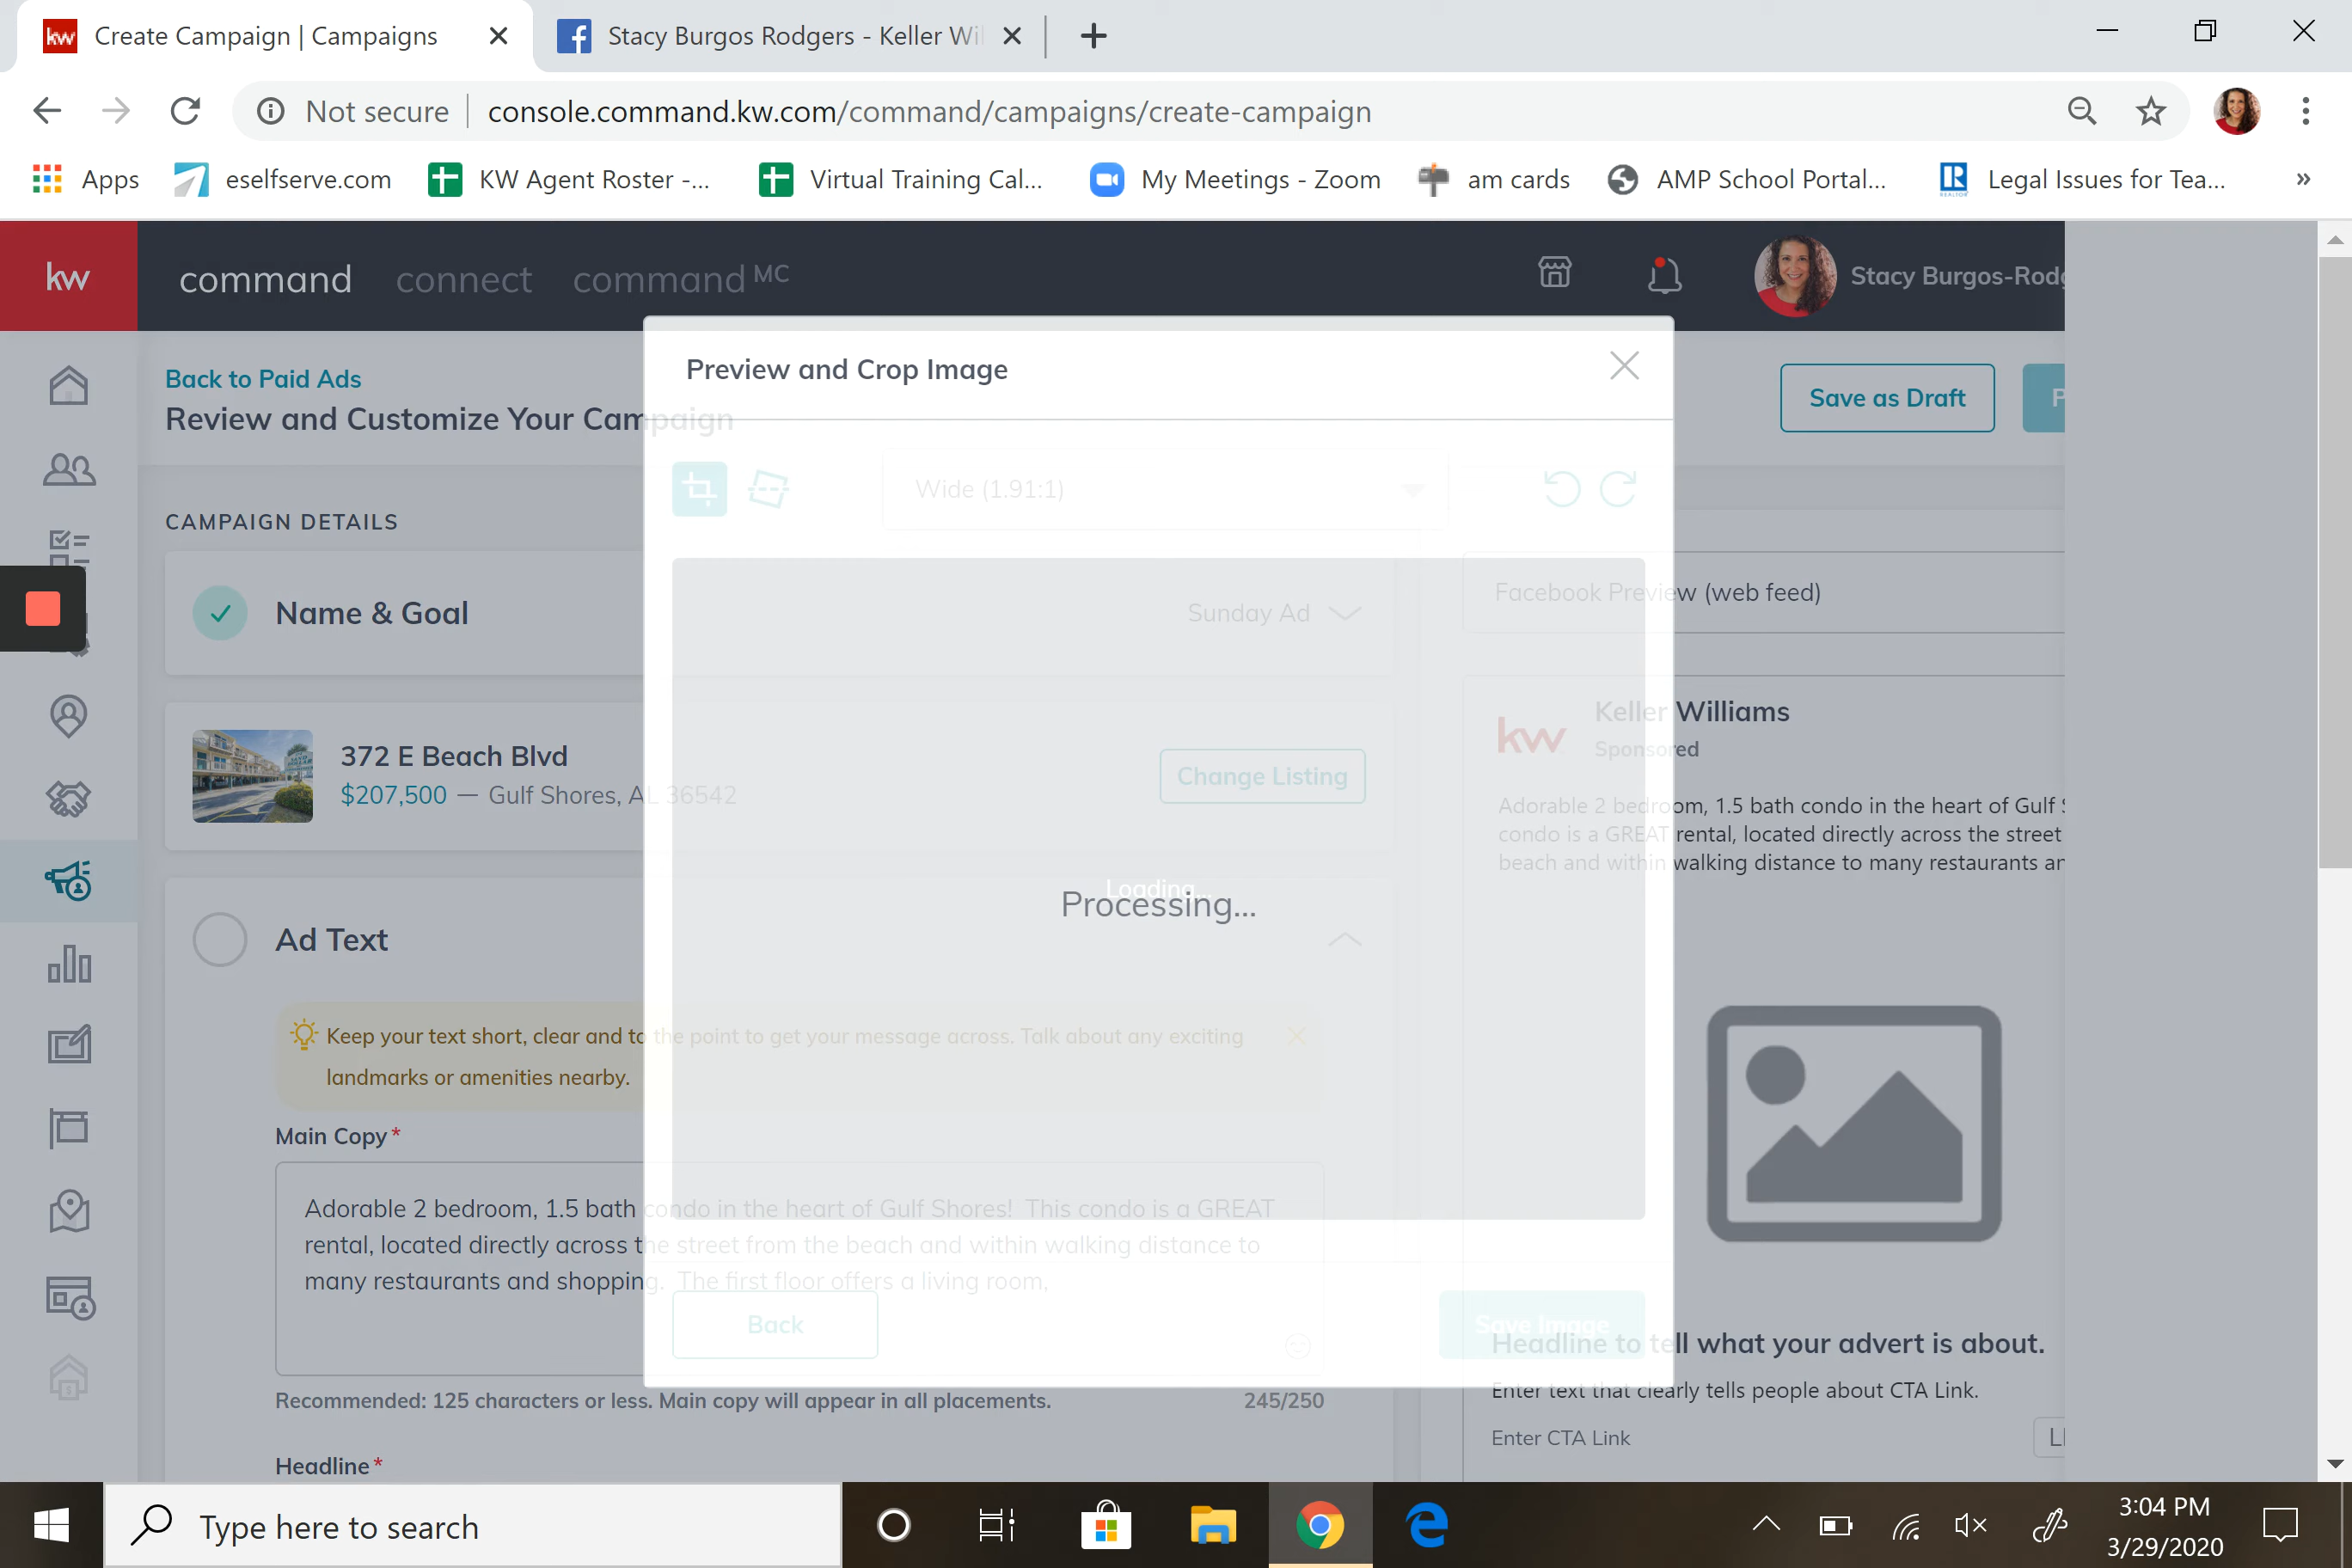 kw Create Campaign | Campaigns
Stacy Burgos Rodgers - Keller Wil
Not secure
console.command.kw.com/command/campaigns/create-campaign
Apps
eselfserve.com
KW Agent Roster -...
Virtual Training Cal...
My Meetings - Zoom
am cards
AMP School Portal...
Legal Issues for Tea...
»
kw
command
connect
command MC
Stacy Burgos-Rodg
Back to Paid Ads
Review and Customize Your Campaign
Save as Draft
P
Preview and Crop Image
Wide (1.91:1)
CAMPAIGN DETAILS
Name & Goal
Sunday Ad
372 E Beach Blvd
$207,500 — Gulf Shores, AL 36542
Change Listing
Loading...
Processing...
Ad Text
Keep your text short, clear and to the point to get your message across. Talk about any exciting
landmarks or amenities nearby.
Main Copy*
Adorable 2 bedroom, 1.5 bath condo in the heart of Gulf Shores! This condo is a GREAT
rental, located directly across the street from the beach and within walking distance to
many restaurants and shopping. The first floor offers a living room,
Back
Save Image
Recommended: 125 characters or less. Main copy will appear in all placements.
245/250
Headline*
Facebook Preview (web feed)
kw
Keller Williams
Sponsored
Adorable 2 bedroom, 1.5 bath condo in the heart of Gulf S
condo is a GREAT rental, located directly across the street
beach and within walking distance to many restaurants an
Headline to tell what your advert is about.
Enter text that clearly tells people about CTA Link.
Enter CTA Link
LE
Type here to search
3:04 PM
3/29/2020